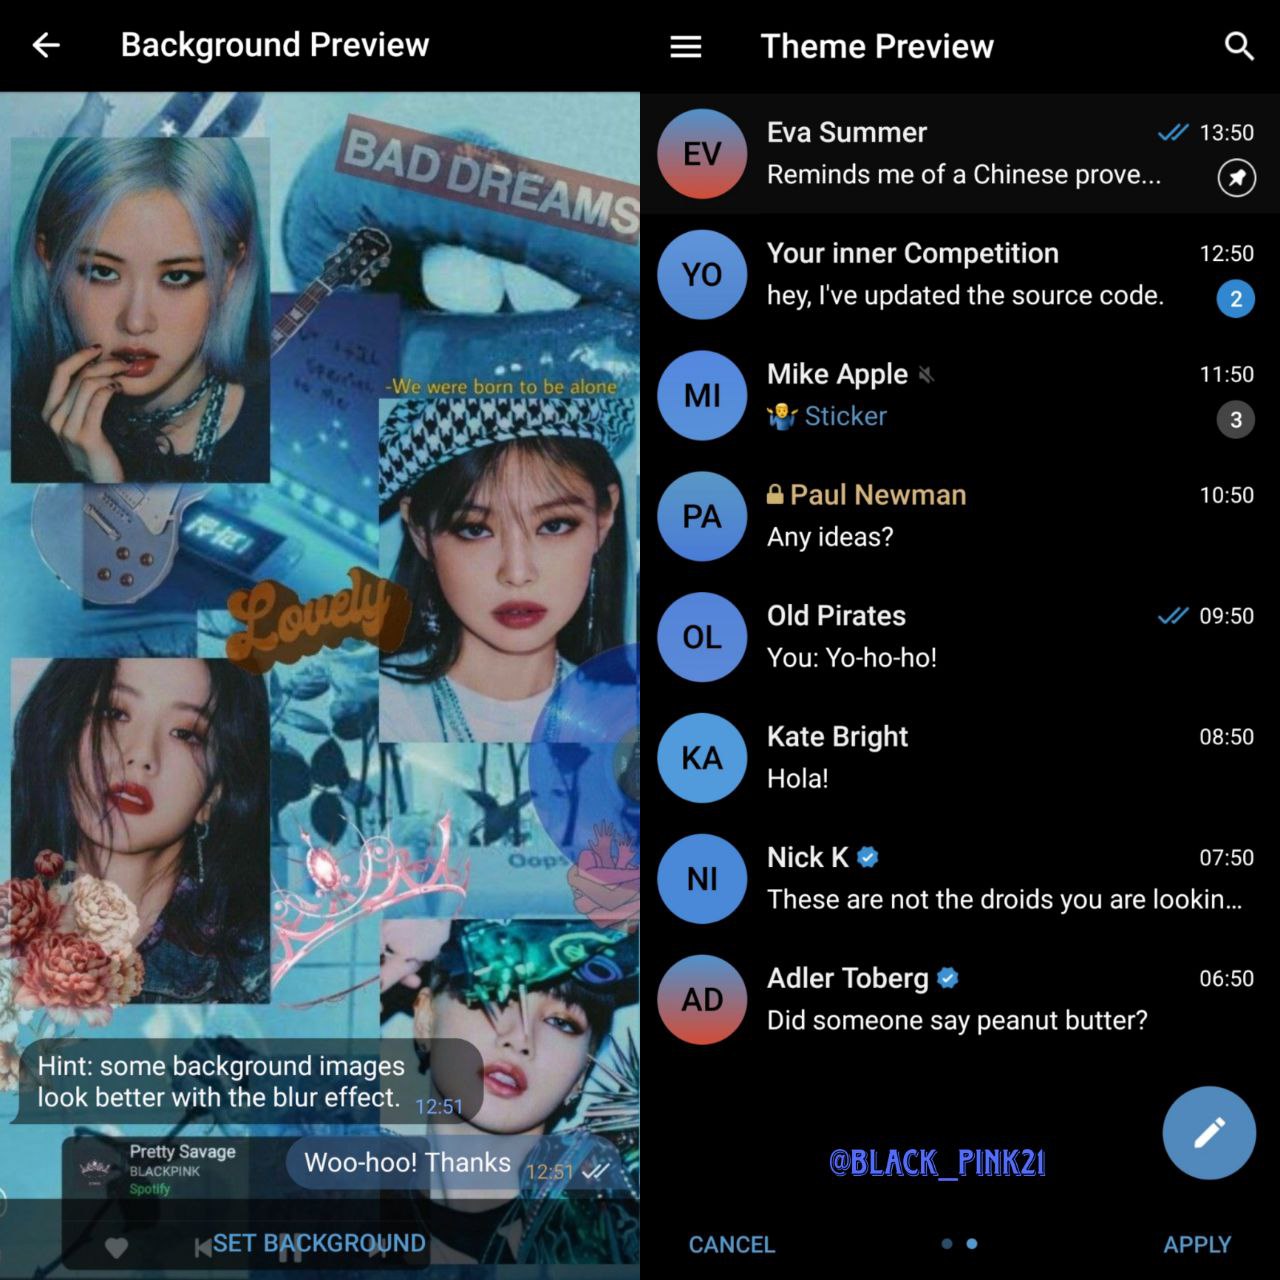 Background Preview
BAD DREAMS
-We were born to be alone
Lovely
Oops
Hint: some background images
look better with the blur effect. 12:51
Pretty Savage
BLACKPINK
Spotify
Woo-hoo! Thanks 12:51
SET BACKGROUND
Theme Preview
EV
Eva Summer 13:50
Reminds me of a Chinese prove...
YO
Your inner Competition 12:50
hey, I've updated the source code. 2
MI
Mike Apple 11:50
Sticker 3
PA
Paul Newman 10:50
Any ideas?
OL
Old Pirates 09:50
You: Yo-ho-ho!
KA
Kate Bright 08:50
Hola!
NI
Nick K 07:50
These are not the droids you are lookin...
AD
Adler Toberg 06:50
Did someone say peanut butter?
@BLACK_PINK21
CANCEL APPLY